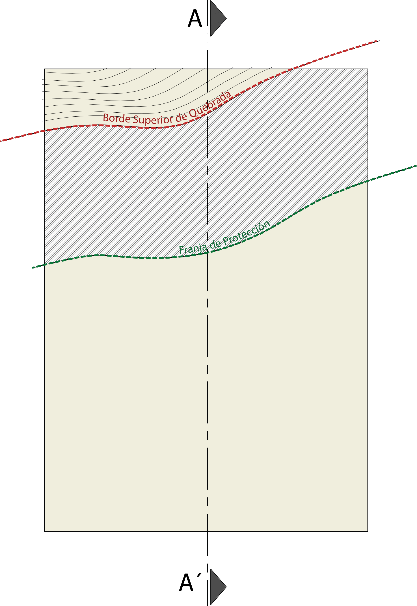 A
Borde Superior de Quebrada
Franja de Protección
A´